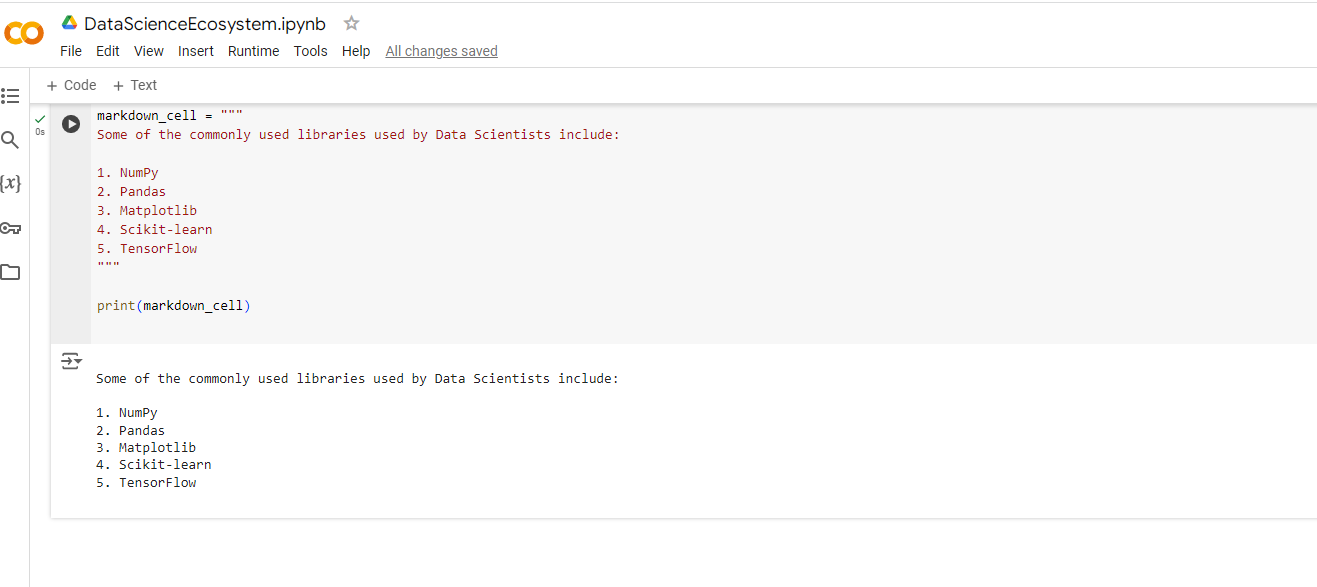 DataScienceEcosystem.ipynb
File Edit View Insert Runtime Tools Help All changes saved
+ Code + Text
0s
{x}
markdown_cell = """
Some of the commonly used libraries used by Data Scientists include:
1. NumPy
2. Pandas
3. Matplotlib
4. Scikit-learn
5. TensorFlow
"""
print(markdown_cell)
Some of the commonly used libraries used by Data Scientists include:
1. NumPy
2. Pandas
3. Matplotlib
4. Scikit-learn
5. TensorFlow